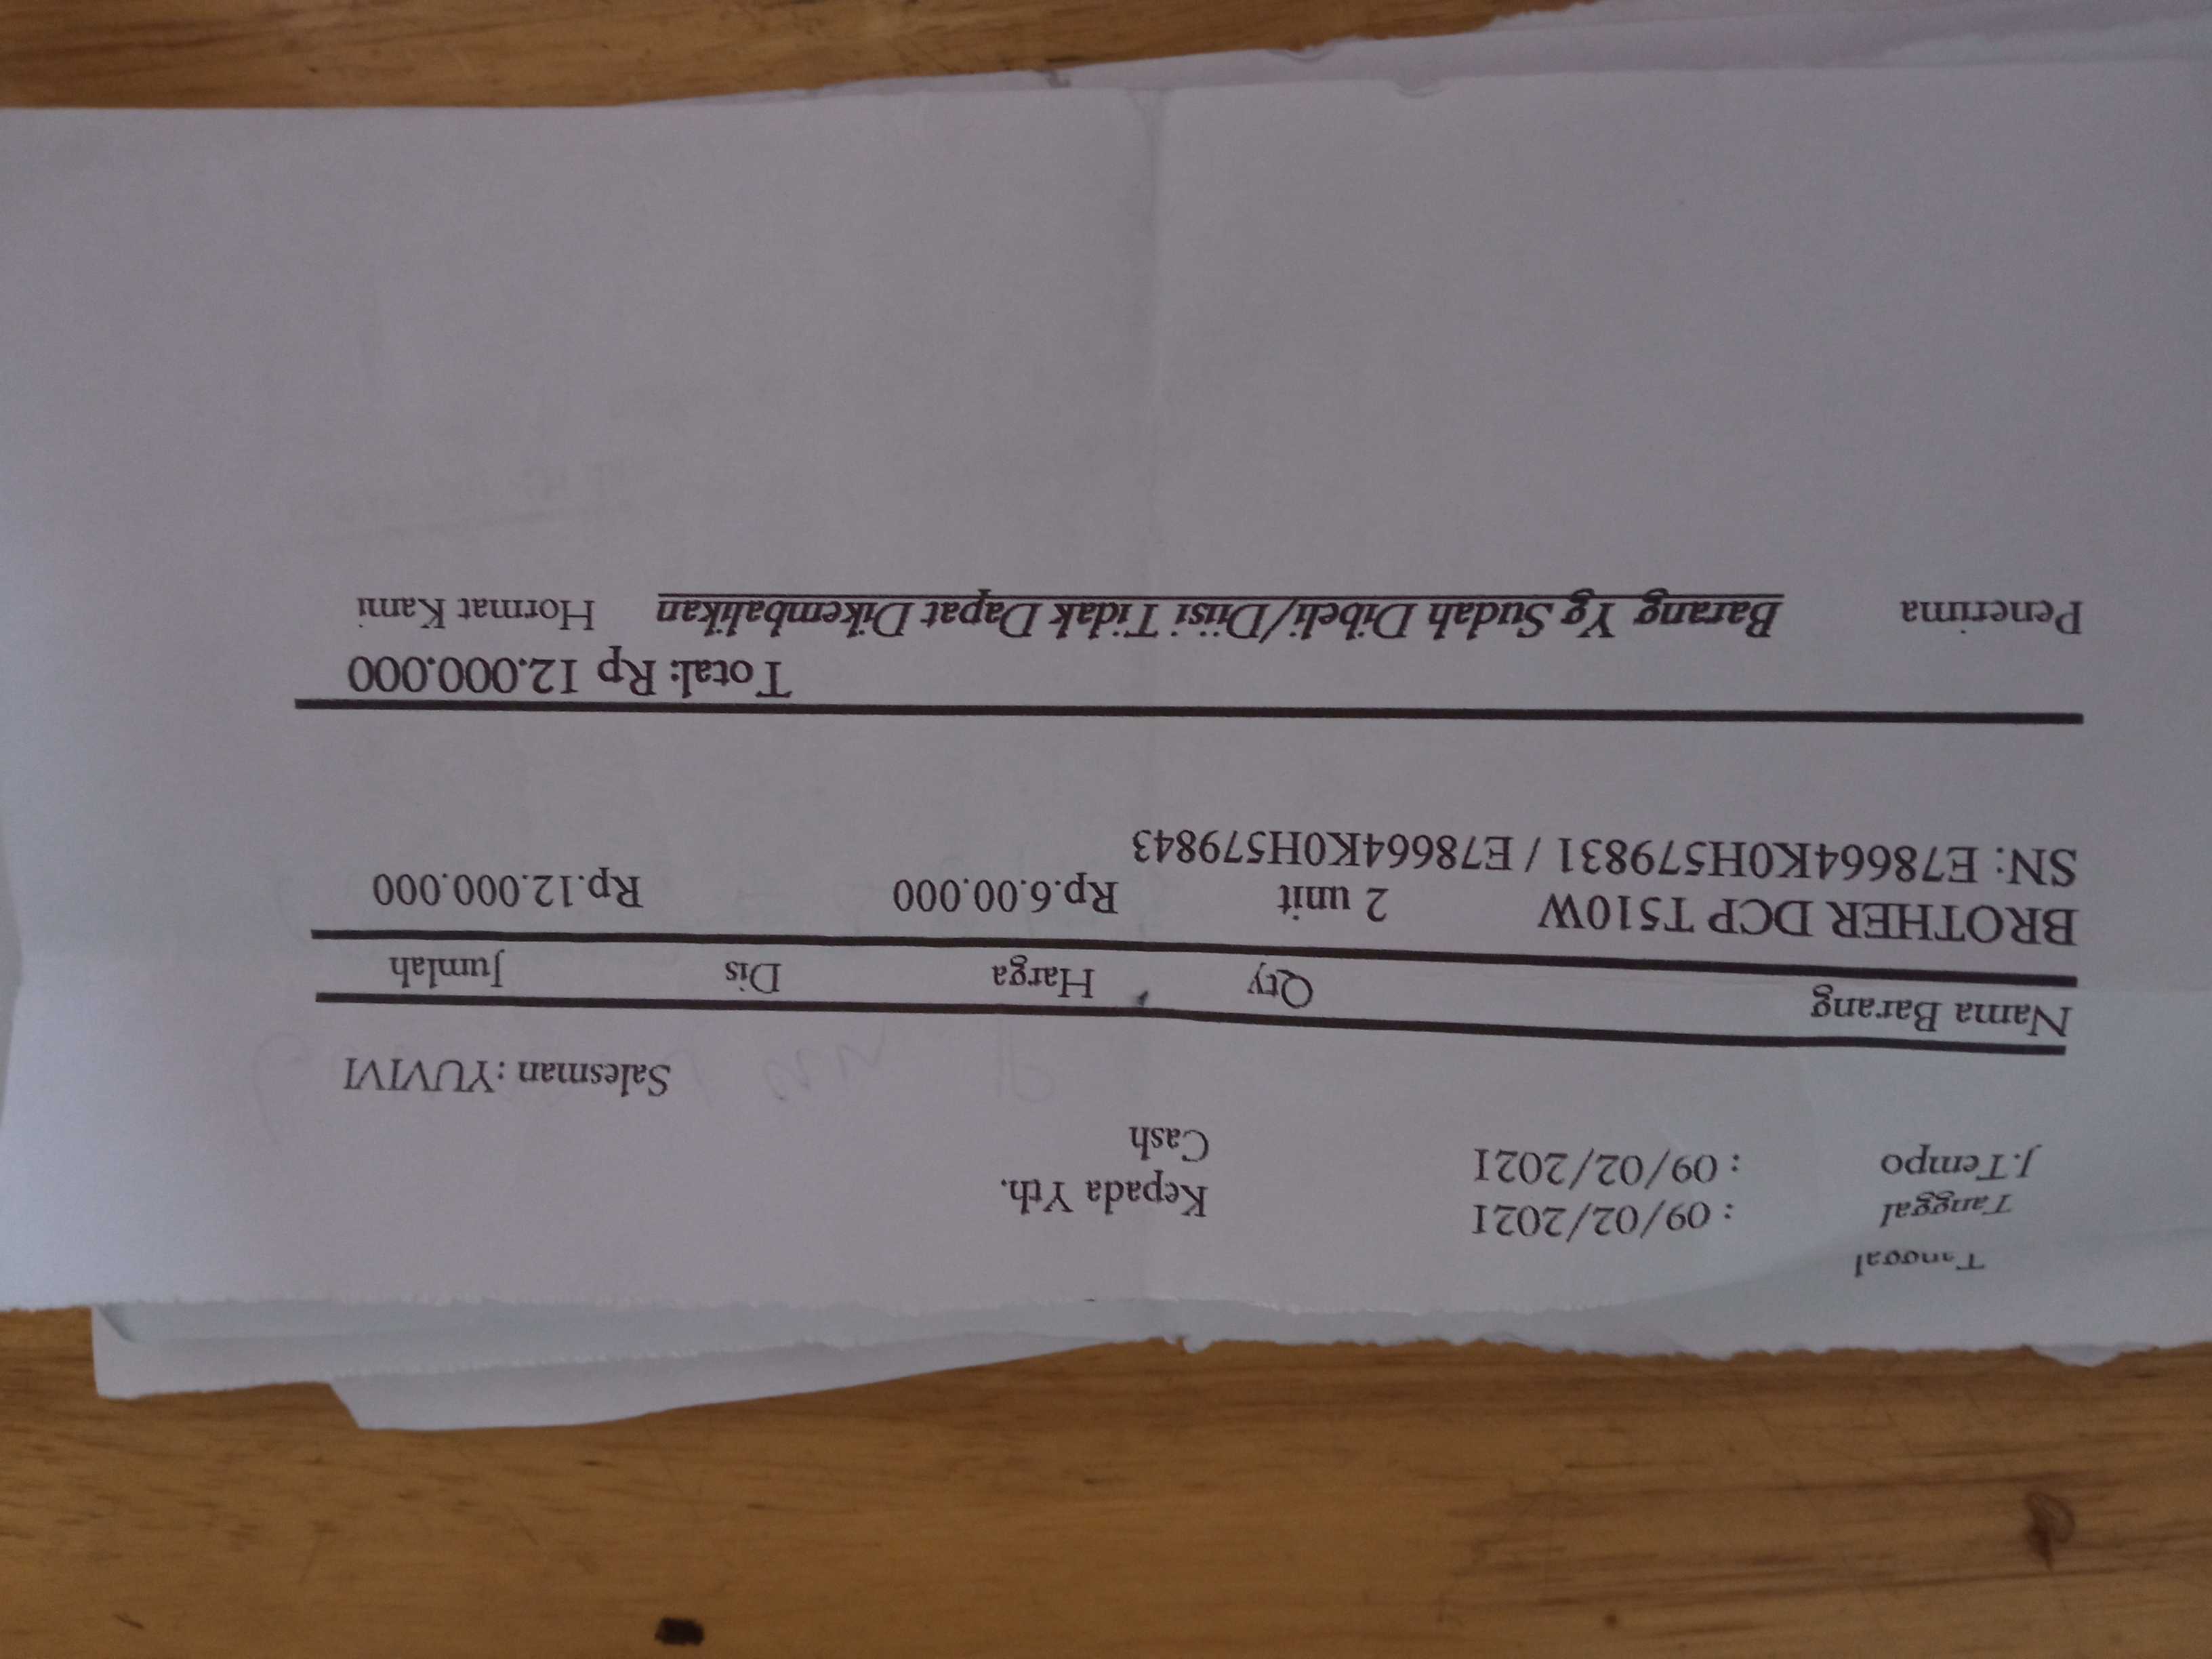 Tanggal
Tanggal : 09/02/2021 Kepada Yth.
J.Tempo : 09/02/2021 Cash
Salesman : YUVIVI
Nama Barang Qty Harga Dis Jumlah
BROTHER DCP T510W 2 unit Rp.6.00.000 Rp.12.000.000
SN: E78664K0H579831 / E78664K0H579843
Total: Rp 12.000.000
Penerima Barang Yg Sudah Dibeli/Diisi Tidak Dapat Dikembalikan Hormat Kami